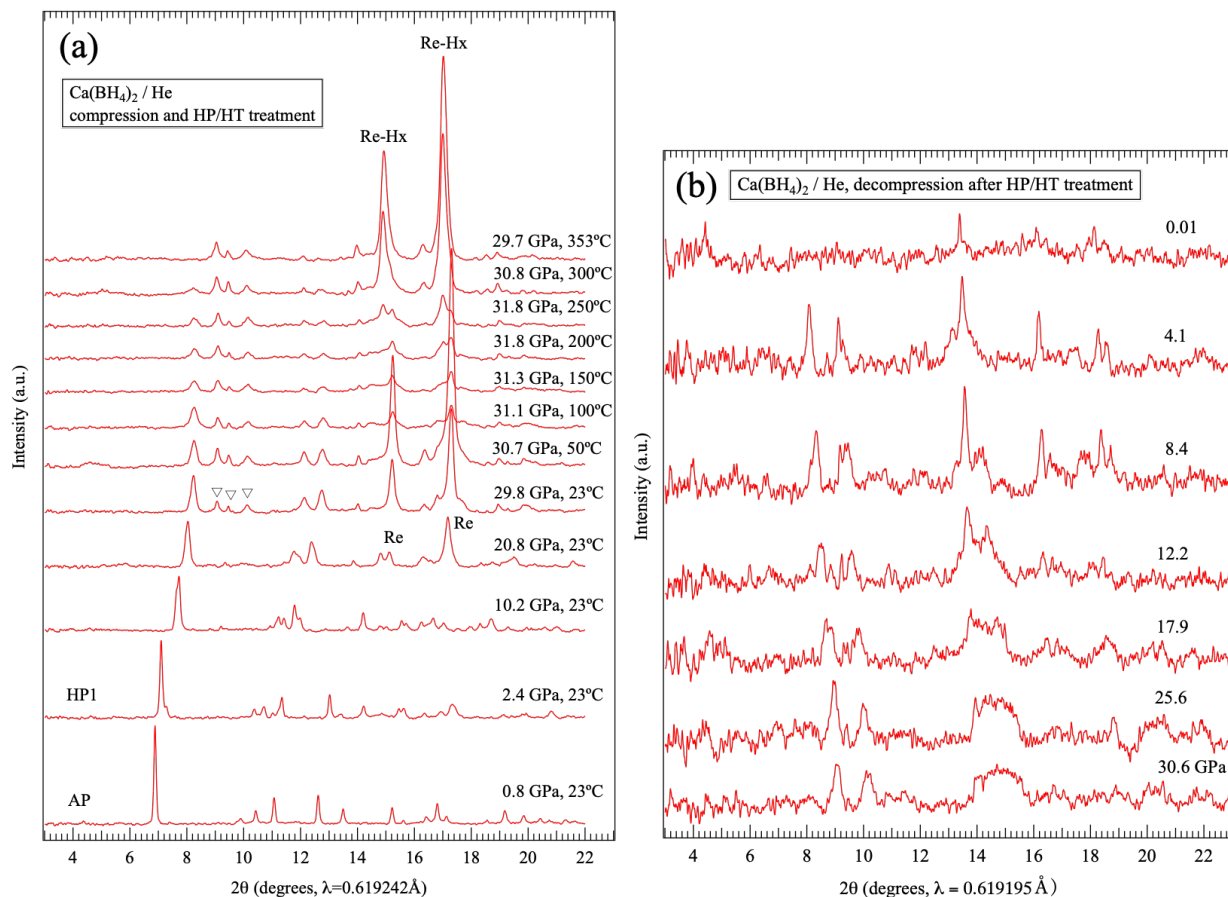 (a)
Ca(BH4)2 / He
compression and HP/HT treatment
Re-Hx
Re-Hx
29.7 GPa, 353ºC
30.8 GPa, 300ºC
31.8 GPa, 250ºC
31.8 GPa, 200ºC
31.3 GPa, 150ºC
31.1 GPa, 100ºC
30.7 GPa, 50ºC
29.8 GPa, 23ºC
Re
Re
20.8 GPa, 23ºC
10.2 GPa, 23ºC
HP1
2.4 GPa, 23ºC
AP
0.8 GPa, 23ºC
Intensity (a.u.)
4 6 8 10 12 14 16 18 20 22
2θ (degrees, λ=0.619242Å)
(b)
Ca(BH4)2 / He, decompression after HP/HT treatment
0.01
4.1
8.4
12.2
17.9
25.6
30.6 GPa
Intensity (a.u.)
4 6 8 10 12 14 16 18 20 22
2θ (degrees, λ = 0.619195 Å)